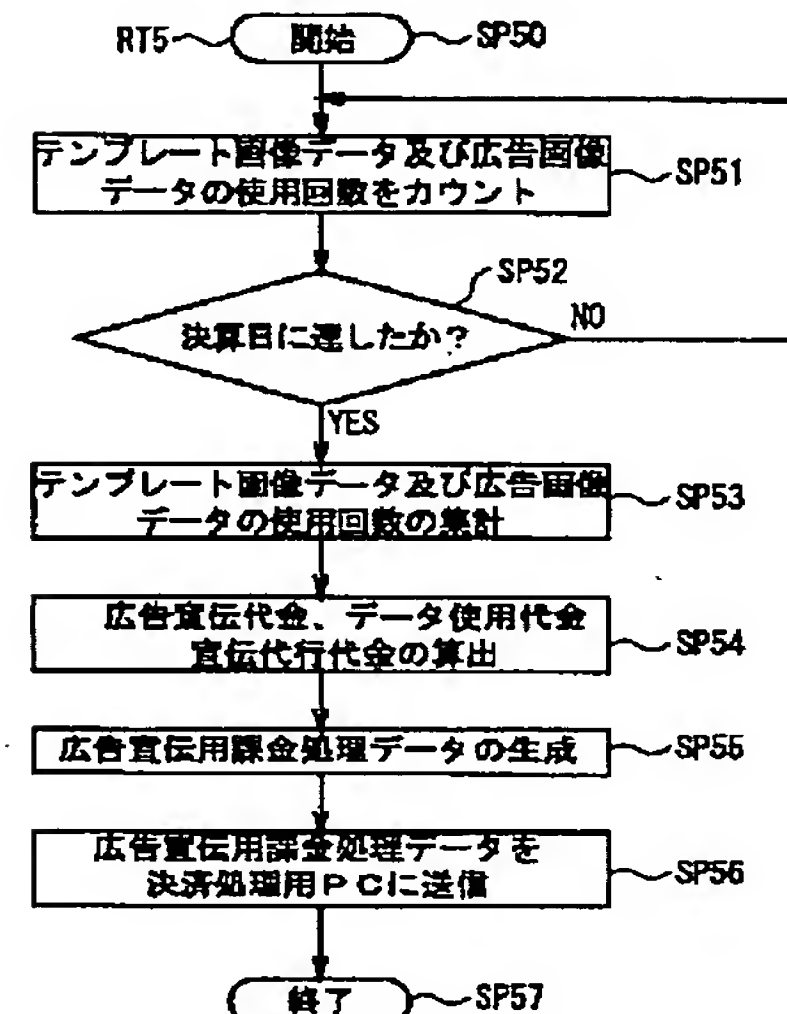 RT5 開始 SP50
テンプレート画像データ及び広告画像
データの使用回数をカウント SP51
SP52
決算日に達したか? NO
YES
テンプレート画像データ及び広告画像
データの使用回数の集計 SP53
広告宣伝代金、データ使用代金
宣伝代行代金の算出 SP54
広告宣伝用課金処理データの生成 SP55
広告宣伝用課金処理データを
決済処理用PCに送信 SP56
終了 SP57